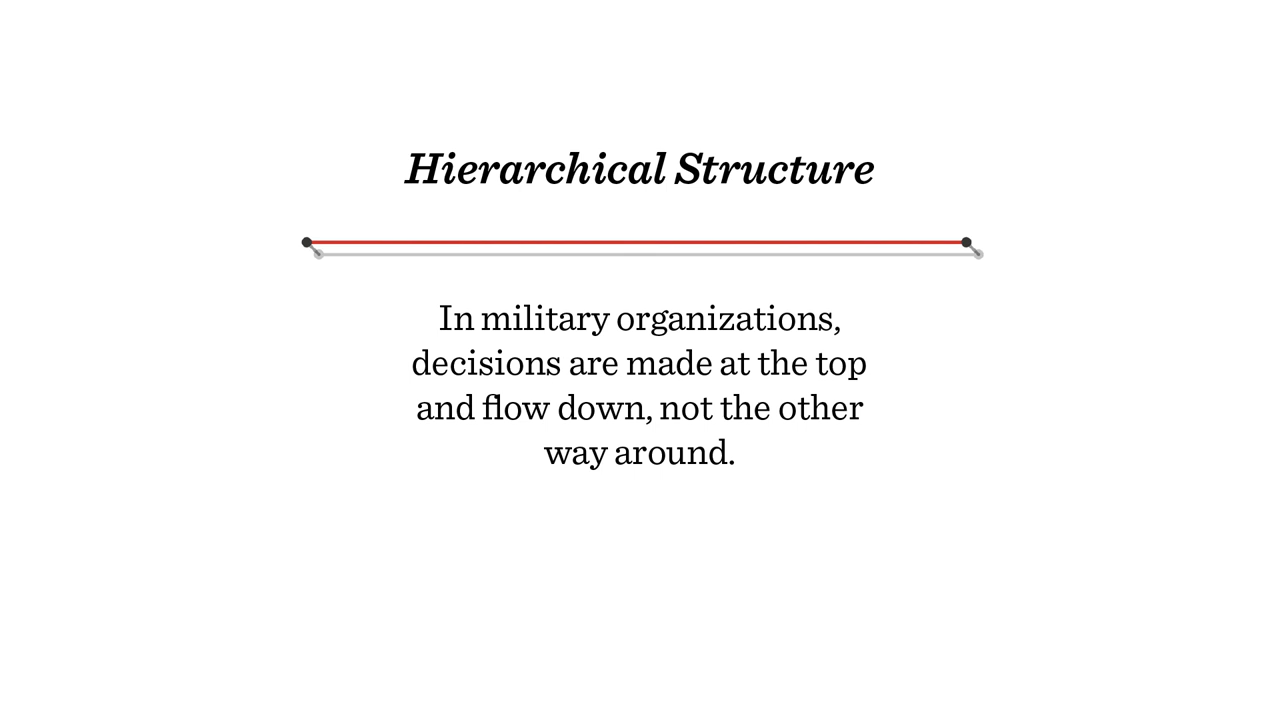 Hierarchical Structure
In military organizations,
decisions are made at the top
and flow down, not the other
way around.